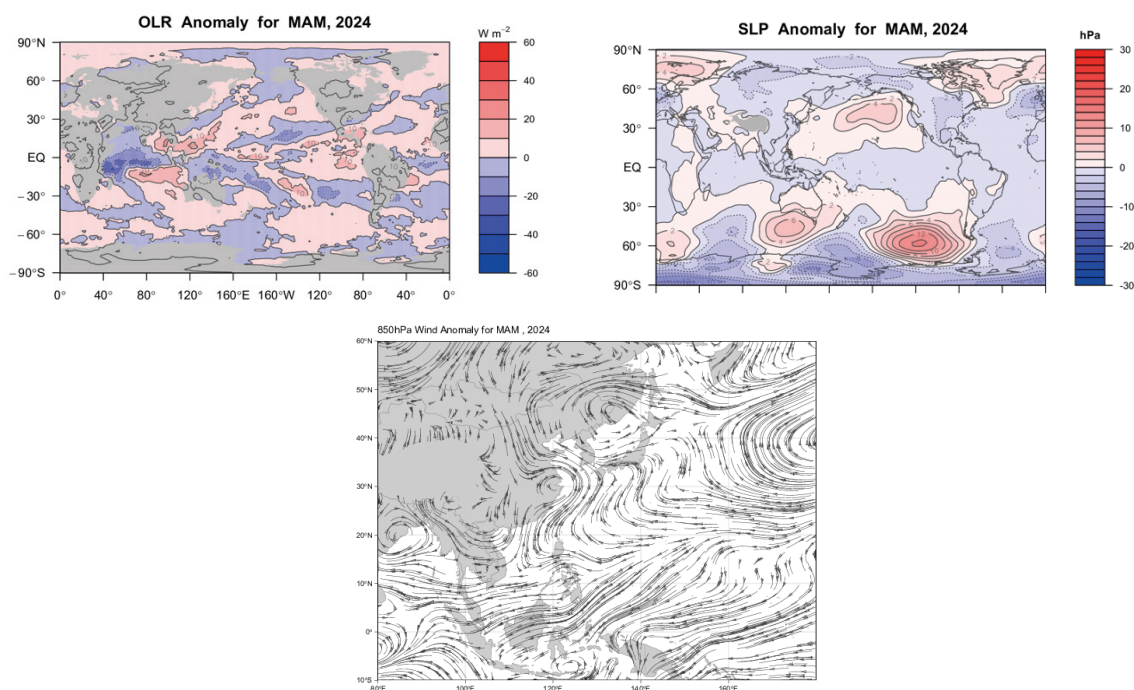 OLR Anomaly for MAM, 2024
W m−2
90°N
60°
30°
EQ
−30°
−60°
−90°S
0° 40° 80° 120° 160°E 160°W 120° 80° 40° 0°
60
40
20
0
-20
-40
-60
SLP Anomaly for MAM, 2024
hPa
90°N
60°
30°
EQ
30°
60°
90°S
30
20
10
0
-10
-20
-30
850hPa Wind Anomaly for MAM , 2024
60°N
50°N
40°N
30°N
20°N
10°N
0°
10°S
80°E 100°E 120°E 140°E 160°E